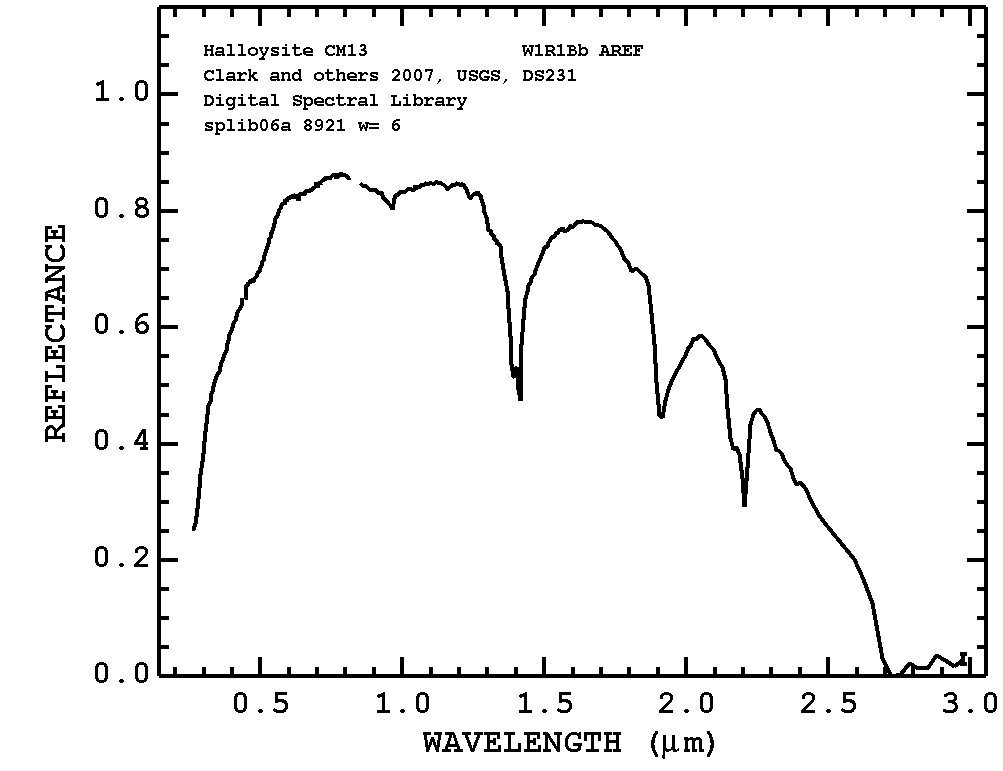 Halloysite CM13 W1R1Bb AREF
Clark and others 2007, USGS, DS231
Digital Spectral Library
splib06a 8921 w= 6
1.0
0.8
0.6
0.4
0.2
0.0
REFLECTANCE
0.5 1.0 1.5 2.0 2.5 3.0
WAVELENGTH (μm)